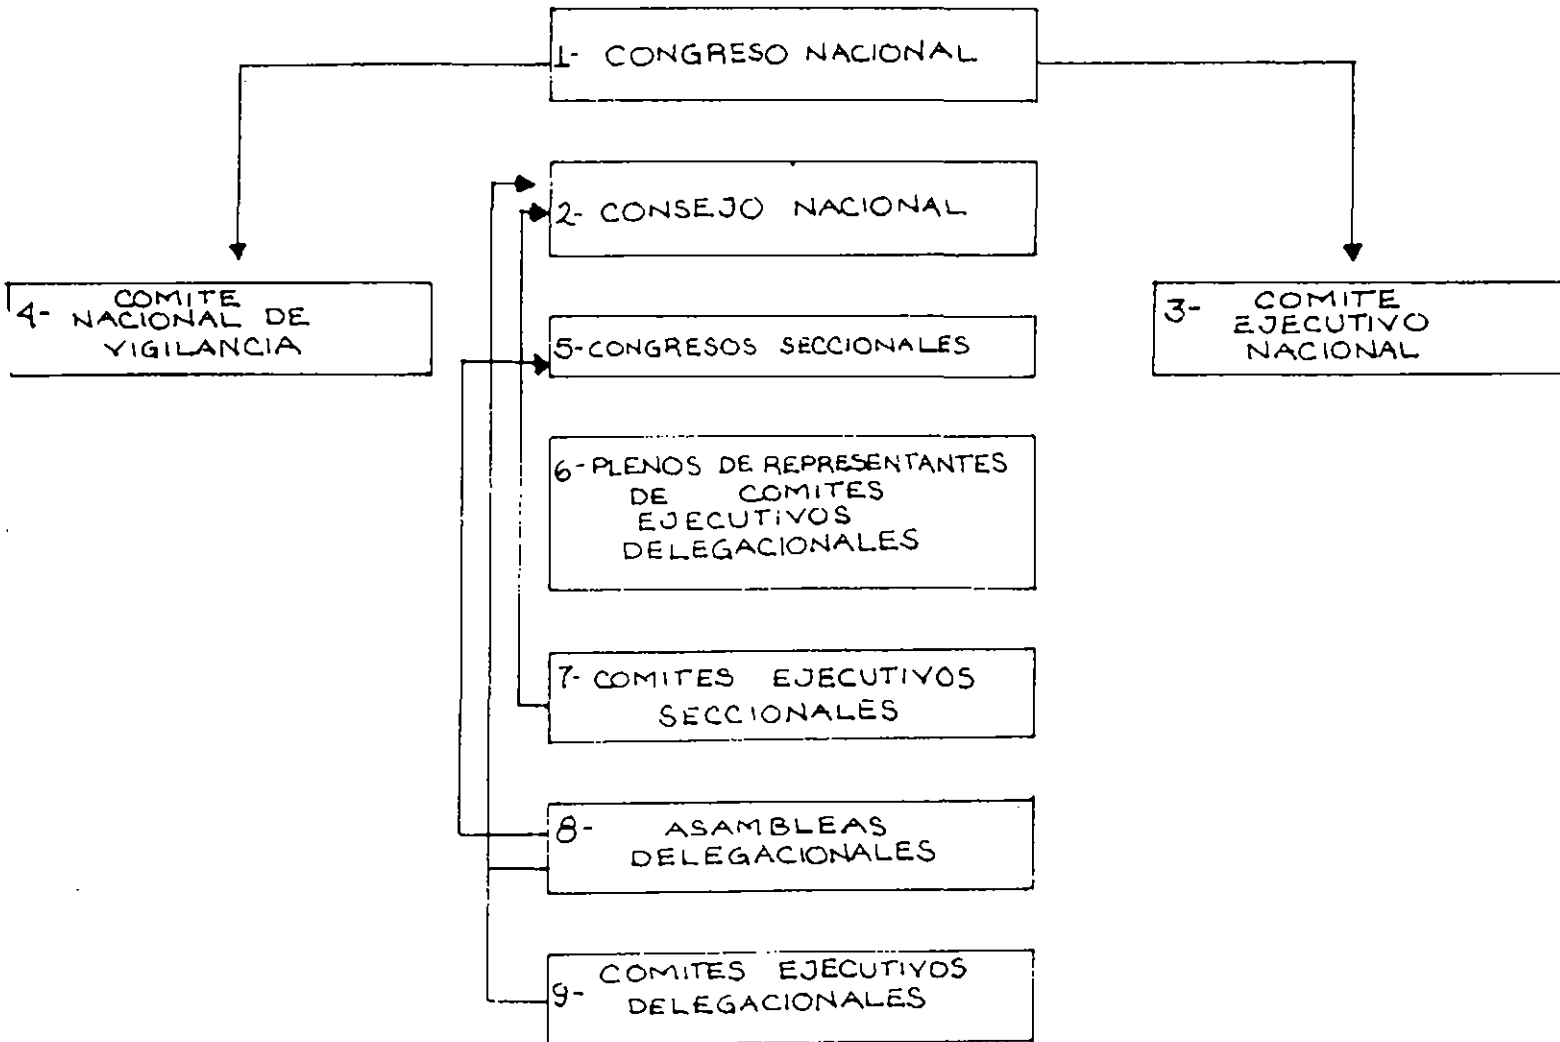 1- CONGRESO NACIONAL
2- CONSEJO NACIONAL
4- COMITE
NACIONAL DE
VIGILANCIA
3- COMITE
EJECUTIVO
NACIONAL
5- CONGRESOS SECCIONALES
6- PLENOS DE REPRESENTANTES
DE COMITES
EJECUTIVOS
DELEGACIONALES
7- COMITES EJECUTIVOS
SECCIONALES
8- ASAMBLEAS
DELEGACIONALES
9- COMITES EJECUTIVOS
DELEGACIONALES